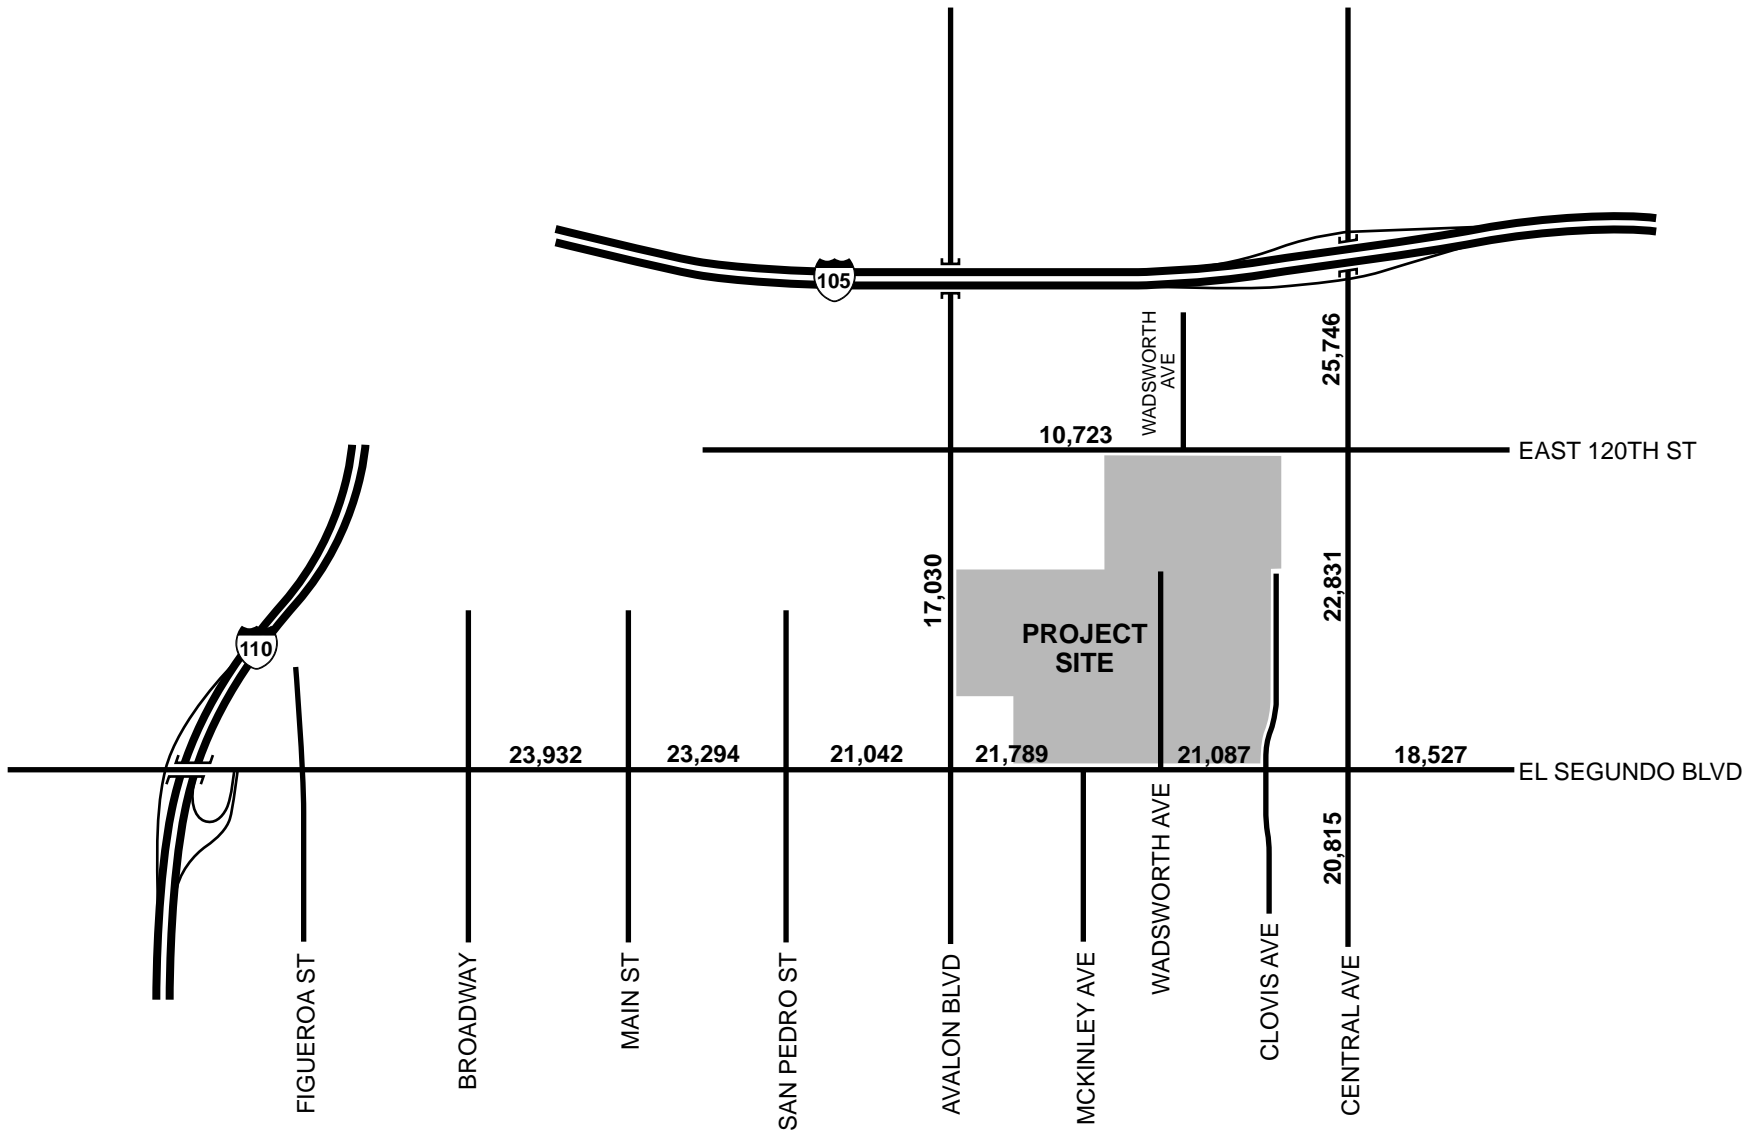 105
WADSWORTH
AVE
25,746
10,723
EAST 120TH ST
17,030
22,831
110
PROJECT
SITE
23,932
23,294
21,042
21,789
21,087
18,527
EL SEGUNDO BLVD
20,815
FIGUEROA ST
BROADWAY
MAIN ST
SAN PEDRO ST
AVALON BLVD
MCKINLEY AVE
WADSWORTH AVE
CLOVIS AVE
CENTRAL AVE